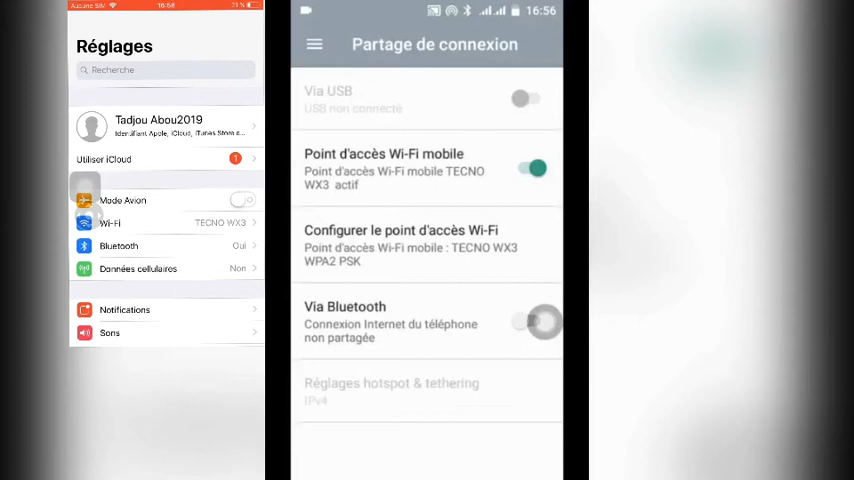 Aucune SIM 16:58 71 %
Réglages
Recherche
Tadjou Abou2019
Identifiant Apple, iCloud, iTunes Store c...
Utiliser iCloud 1
Mode Avion
Wi-Fi TECNO WX3
Bluetooth Oui
Données cellulaires Non
Notifications
Sons
16:56
Partage de connexion
Via USB
USB non connecté
Point d'accès Wi-Fi mobile
Point d'accès Wi-Fi mobile TECNO
WX3 actif
Configurer le point d'accès Wi-Fi
Point d'accès Wi-Fi mobile : TECNO WX3
WPA2 PSK
Via Bluetooth
Connexion Internet du téléphone
non partagée
Réglages hotspot & tethering
IPv4